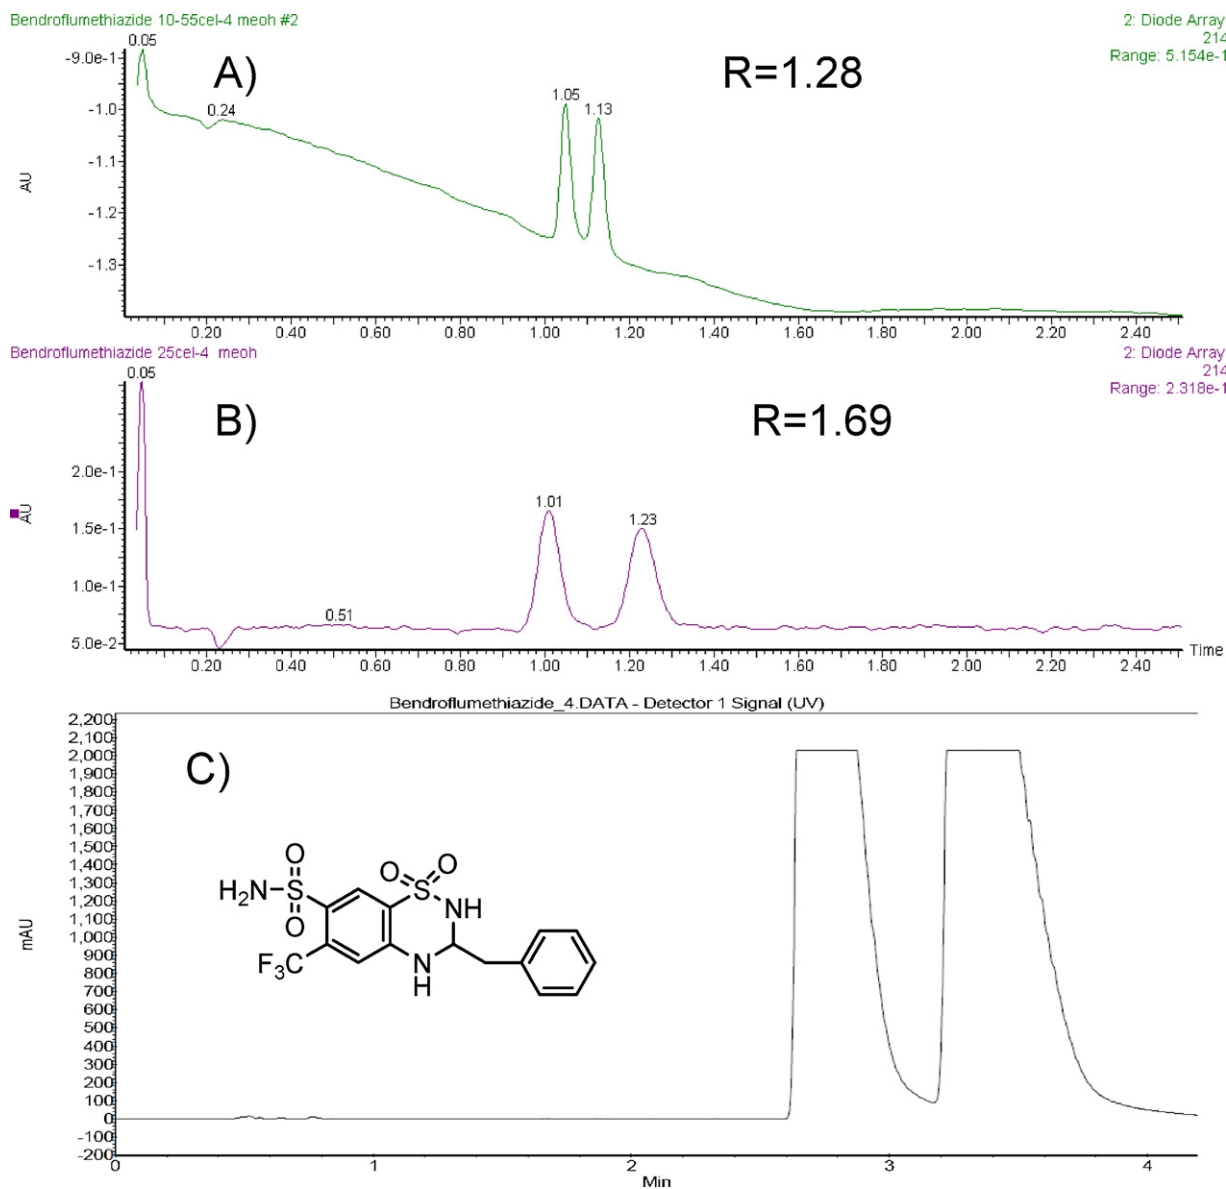 Bendroflumethiazide 10-55cel-4 meoh #2
2: Diode Array
214
Range: 5.154e-1
A)
R=1.28
0.05
0.24
1.05
1.13
-9.0e-1
-1.0
-1.1
-1.2
-1.3
AU
0.20 0.40 0.60 0.80 1.00 1.20 1.40 1.60 1.80 2.00 2.20 2.40
Bendroflumethiazide 25cel-4 meoh
2: Diode Array
214
Range: 2.318e-1
B)
R=1.69
0.05
0.51
1.01
1.23
2.0e-1
1.5e-1
1.0e-1
5.0e-2
AU
0.20 0.40 0.60 0.80 1.00 1.20 1.40 1.60 1.80 2.00 2.20 2.40
Time
Bendroflumethiazide_4.DATA - Detector 1 Signal (UV)
C)
2,200
2,100
2,000
1,900
1,800
1,700
1,600
1,500
1,400
1,300
1,200
1,100
1,000
900
800
700
600
500
400
300
200
100
0
-100
-200
mAU
O O
H₂N S S NH
O
F₃C N
H
0 1 2 3 4
Min